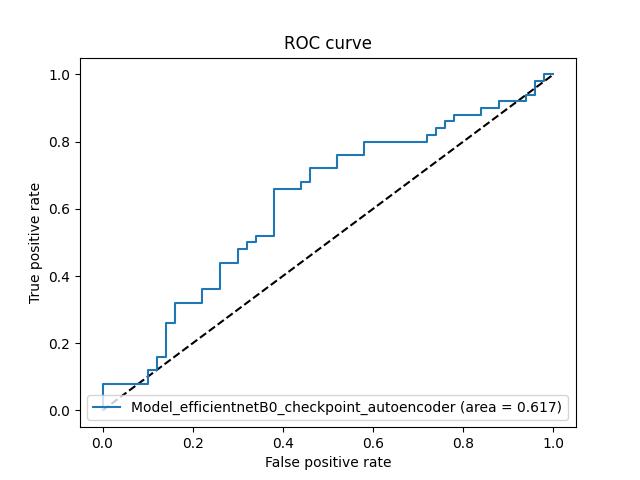 ROC curve
True positive rate
1.0
0.8
0.6
0.4
0.2
0.0
Model_efficientnetB0_checkpoint_autoencoder (area = 0.617)
0.0 0.2 0.4 0.6 0.8 1.0
False positive rate